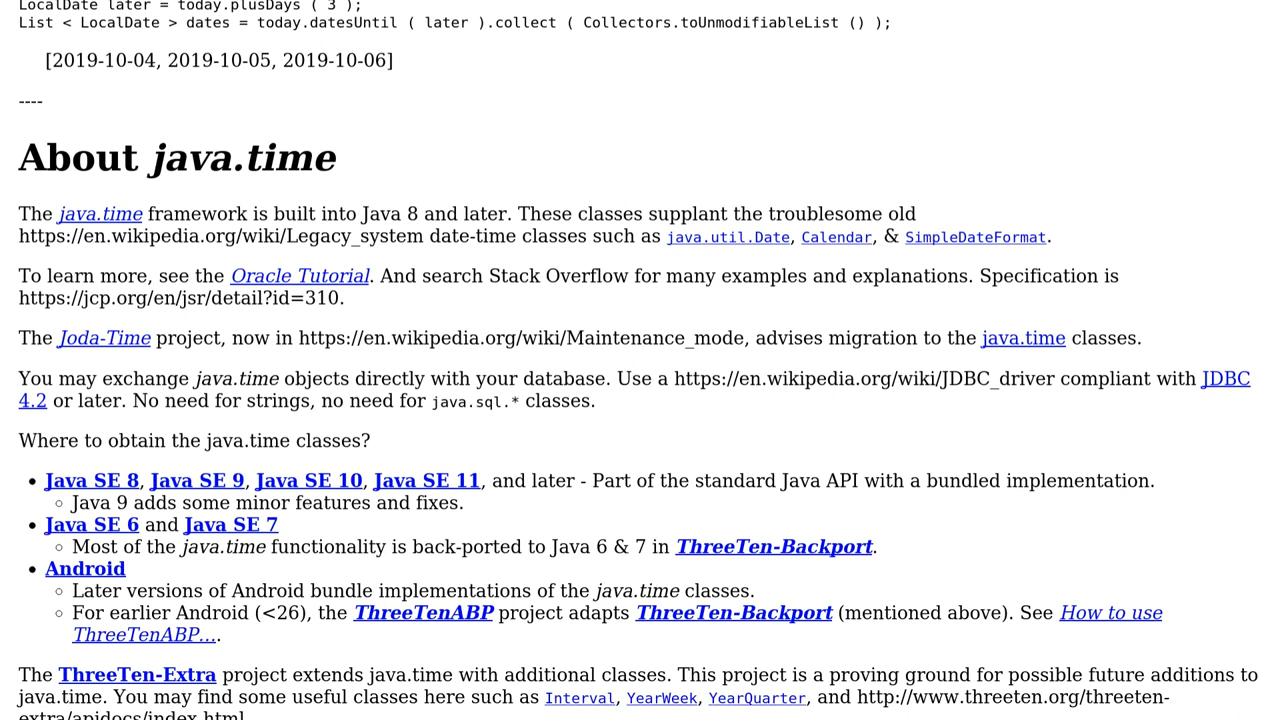 LocalDate later = today.plusDays ( 3 );
List < LocalDate > dates = today.datesUntil ( later ).collect ( Collectors.toUnmodifiableList () );
[2019-10-04, 2019-10-05, 2019-10-06]
----
About java.time
The java.time framework is built into Java 8 and later. These classes supplant the troublesome old
https://en.wikipedia.org/wiki/Legacy_system date-time classes such as java.util.Date, Calendar, & SimpleDateFormat.
To learn more, see the Oracle Tutorial. And search Stack Overflow for many examples and explanations. Specification is
https://jcp.org/en/jsr/detail?id=310.
The Joda-Time project, now in https://en.wikipedia.org/wiki/Maintenance_mode, advises migration to the java.time classes.
You may exchange java.time objects directly with your database. Use a https://en.wikipedia.org/wiki/JDBC_driver compliant with JDBC
4.2 or later. No need for strings, no need for java.sql.* classes.
Where to obtain the java.time classes?
• Java SE 8, Java SE 9, Java SE 10, Java SE 11, and later - Part of the standard Java API with a bundled implementation.
◦ Java 9 adds some minor features and fixes.
• Java SE 6 and Java SE 7
◦ Most of the java.time functionality is back-ported to Java 6 & 7 in ThreeTen-Backport.
• Android
◦ Later versions of Android bundle implementations of the java.time classes.
◦ For earlier Android (<26), the ThreeTenABP project adapts ThreeTen-Backport (mentioned above). See How to use
ThreeTenABP….
The ThreeTen-Extra project extends java.time with additional classes. This project is a proving ground for possible future additions to
java.time. You may find some useful classes here such as Interval, YearWeek, YearQuarter, and http://www.threeten.org/threeten-
extra/apidocs/index.html